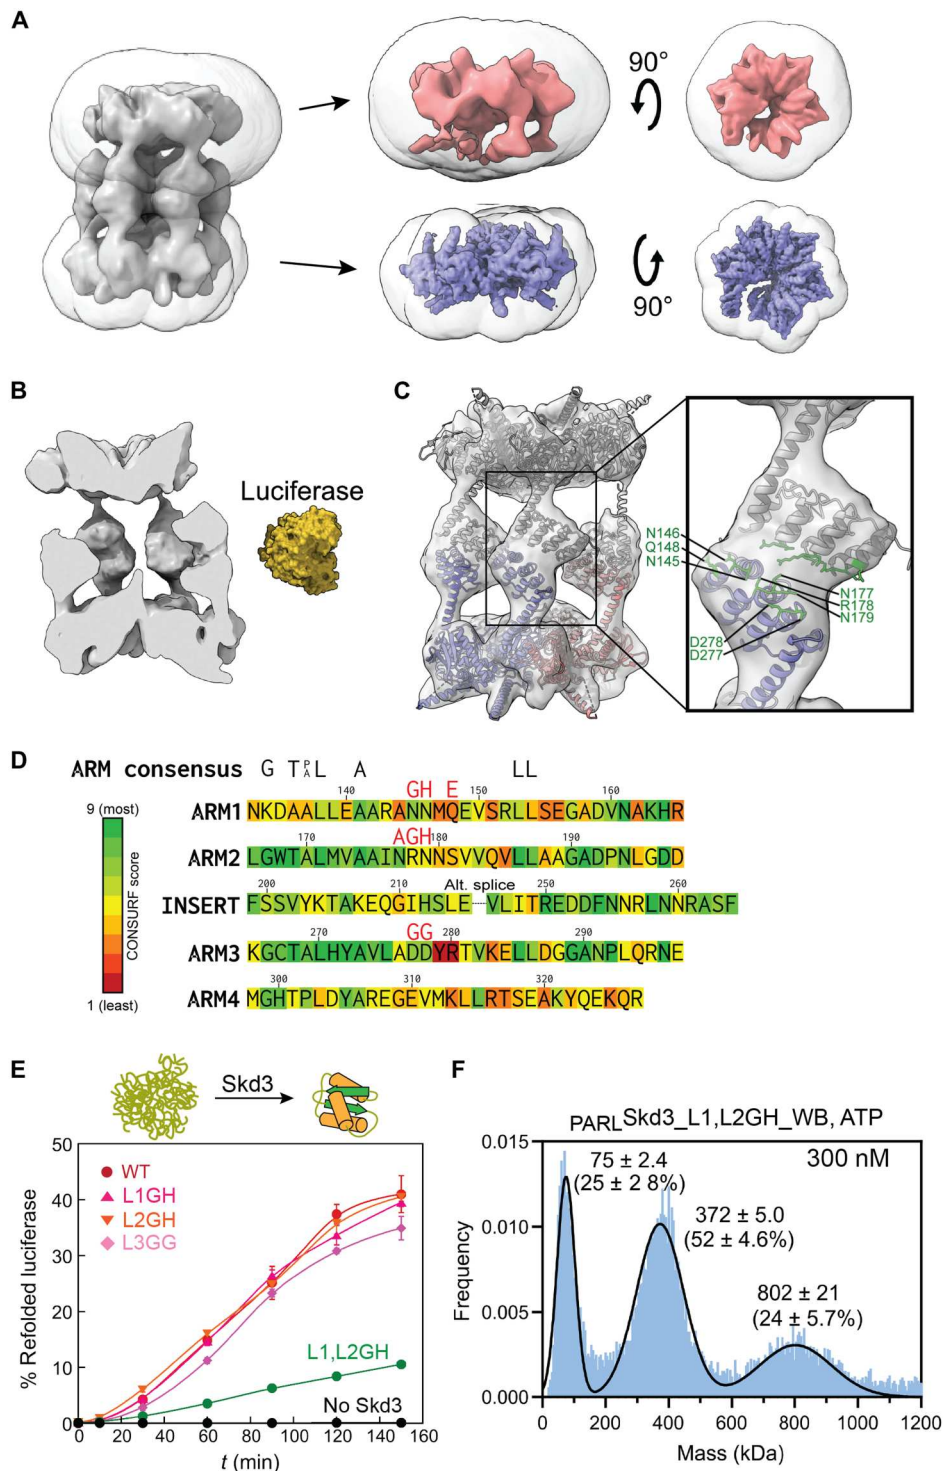 A
90°
90°
B
Luciferase
C
N146
Q148
N145
N177
R178
N179
D278
D277
D
ARM consensus G T P A L A LL
GH E
140 150 160
ARM1 NKDAALLEAARANNMQEVSRLLSEGADVNAKHR
AGH
170 180 190
ARM2 LGWTALMVAAINRNNSVVQVLLAAGADPNLGDD
200 210 Alt. splice 250 260
INSERT FSSVYKTAKEQGIHSLE VLITREDDFNNRLNNRASF
GG
270 280 290
ARM3 KGCTALHYAVLADDYRTVKELLDGGANPLQRNE
300 310 320
ARM4 MGHTPLDYAREGEVMKLLRTSEAKYQEKQR
9 (most)
CONSURF score
1 (least)
E
Skd3
50
40
30
20
10
0
% Refolded luciferase
WT
L1GH
L2GH
L3GG
L1,L2GH
No Skd3
0 20 40 60 80 100 120 140 160
t (min)
F
PARLSkd3_L1,L2GH_WB, ATP
300 nM
75 ± 2.4
(25 ± 2 8%)
372 ± 5.0
(52 ± 4.6%)
802 ± 21
(24 ± 5.7%)
0.015
0.010
0.005
0.000
Frequency
0 200 400 600 800 1000 1200
Mass (kDa)